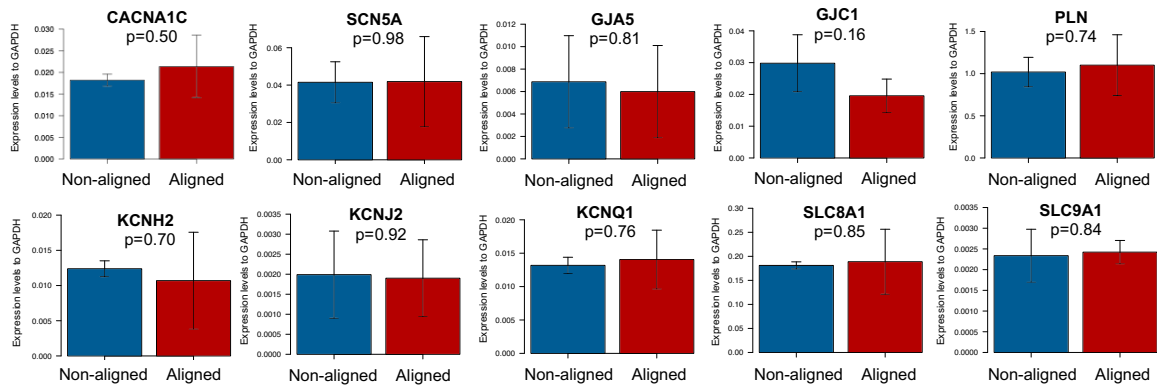 CACNA1C
p=0.50
Expression levels to GAPDH
0.030
0.025
0.020
0.015
0.010
0.005
0.000
Non-aligned Aligned
SCN5A
p=0.98
Expression levels to GAPDH
0.06
0.04
0.02
0.00
Non-aligned Aligned
GJA5
p=0.81
Expression levels to GAPDH
0.012
0.010
0.008
0.006
0.004
0.002
0.000
Non-aligned Aligned
GJC1
p=0.16
Expression levels to GAPDH
0.04
0.03
0.02
0.01
0.00
Non-aligned Aligned
PLN
p=0.74
Expression levels to GAPDH
1.5
1.0
Non-aligned Aligned
KCNH2
p=0.70
Expression levels to GAPDH
0.020
0.015
0.010
0.005
0.000
Non-aligned Aligned
KCNJ2
p=0.92
Expression levels to GAPDH
0.0035
0.0030
0.0025
0.0020
0.0015
0.0010
0.0005
0.0000
Non-aligned Aligned
KCNQ1
p=0.76
Expression levels to GAPDH
0.020
0.015
0.010
0.005
0.000
Non-aligned Aligned
SLC8A1
p=0.85
Expression levels to GAPDH
0.30
0.25
0.20
0.15
0.10
0.05
0.00
Non-aligned Aligned
SLC9A1
p=0.84
Expression levels to GAPDH
0.0035
0.0030
0.0025
0.0020
0.0015
0.0010
0.0005
0.0000
Non-aligned Aligned